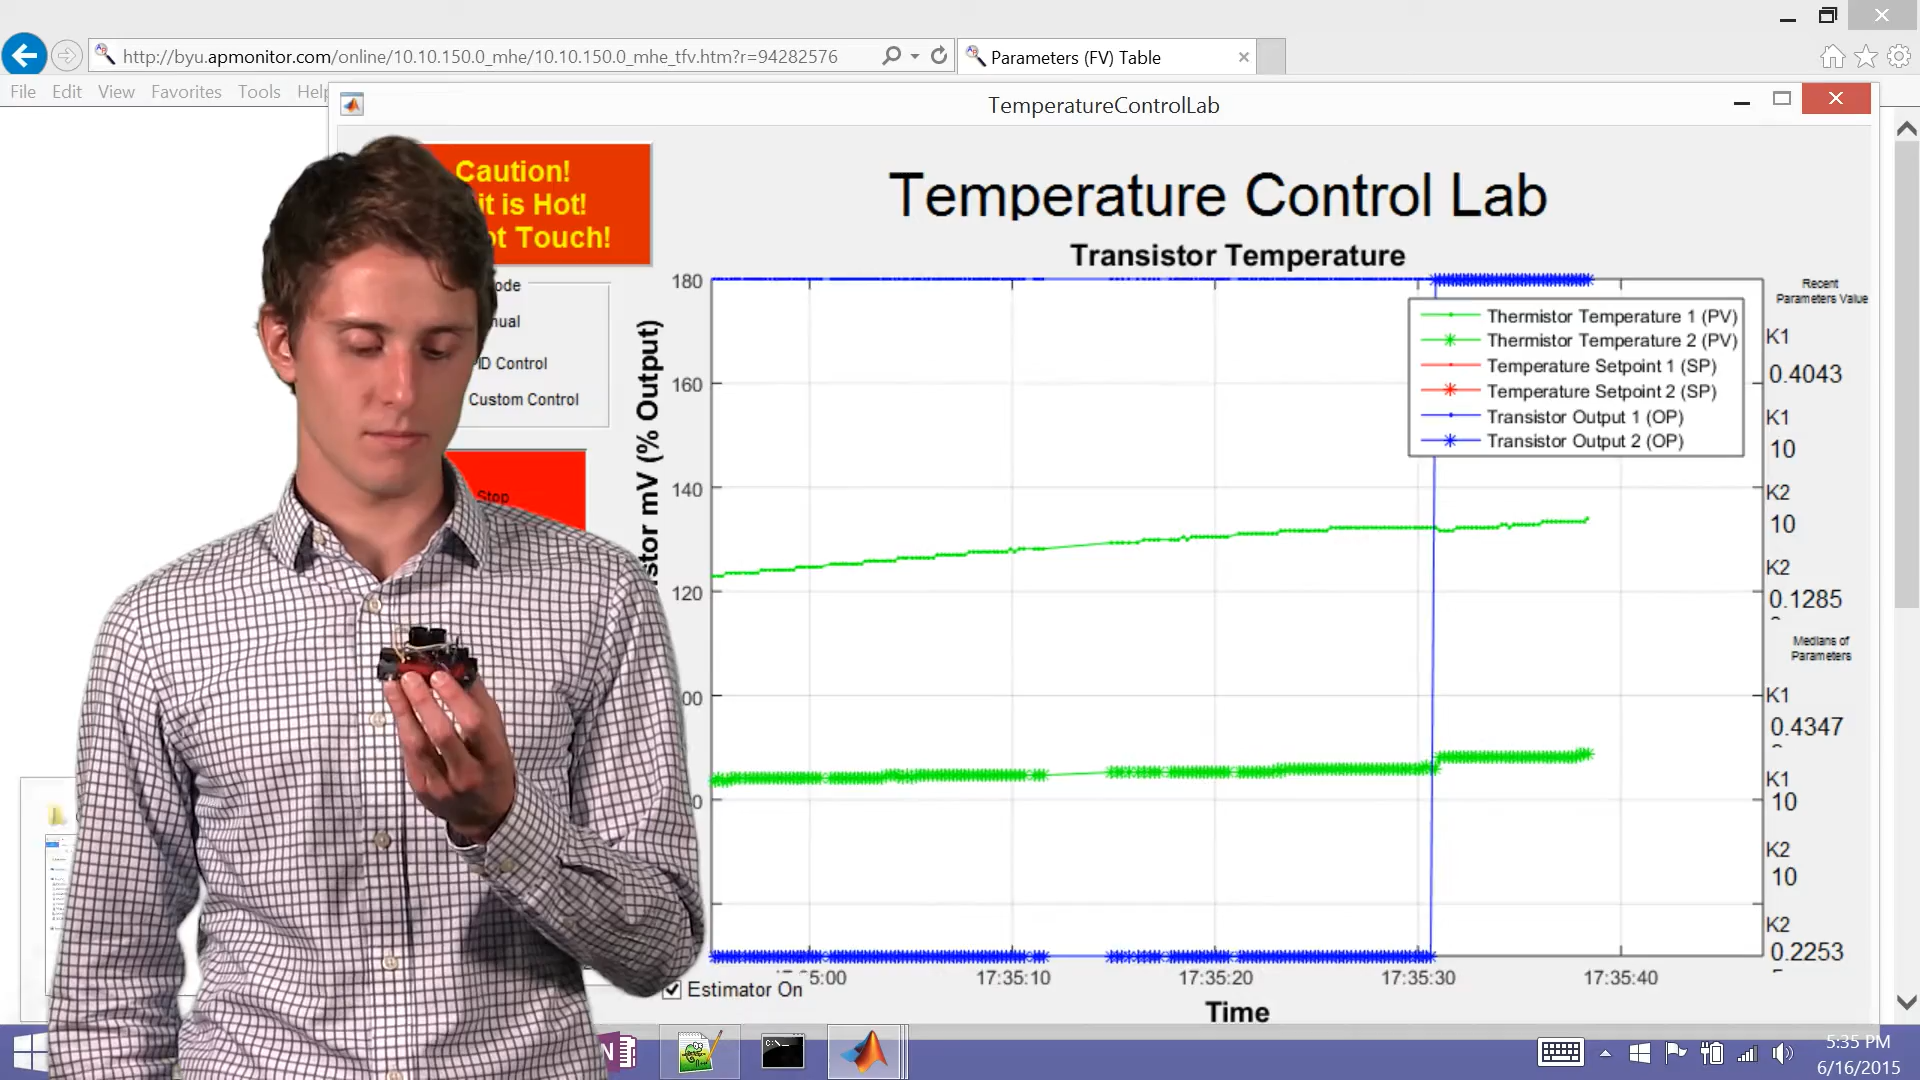 http://byu.apmonitor.com/online/10.10.150.0_mhe/10.10.150.0_mhe_tfv.htm?r=94282576
Parameters (FV) Table
File Edit View Favorites Tools Help
TemperatureControlLab
Caution!
it is Hot!
Touch!
Temperature Control Lab
Transistor Temperature
Control
Custom Control
Stop
mV (% Output)
180
160
140
120
Thermistor Temperature 1 (PV)
Thermistor Temperature 2 (PV)
Temperature Setpoint 1 (SP)
Temperature Setpoint 2 (SP)
Transistor Output 1 (OP)
Transistor Output 2 (OP)
Recent
Parameters Value
K1
0.4043
K1
10
K2
10
K2
0.1285
Medians of
Parameters
K1
0.4347
K1
10
K2
10
K2
0.2253
17:35:10
17:35:20
17:35:30
17:35:40
Estimator On
Time
5:35 PM
6/16/2015